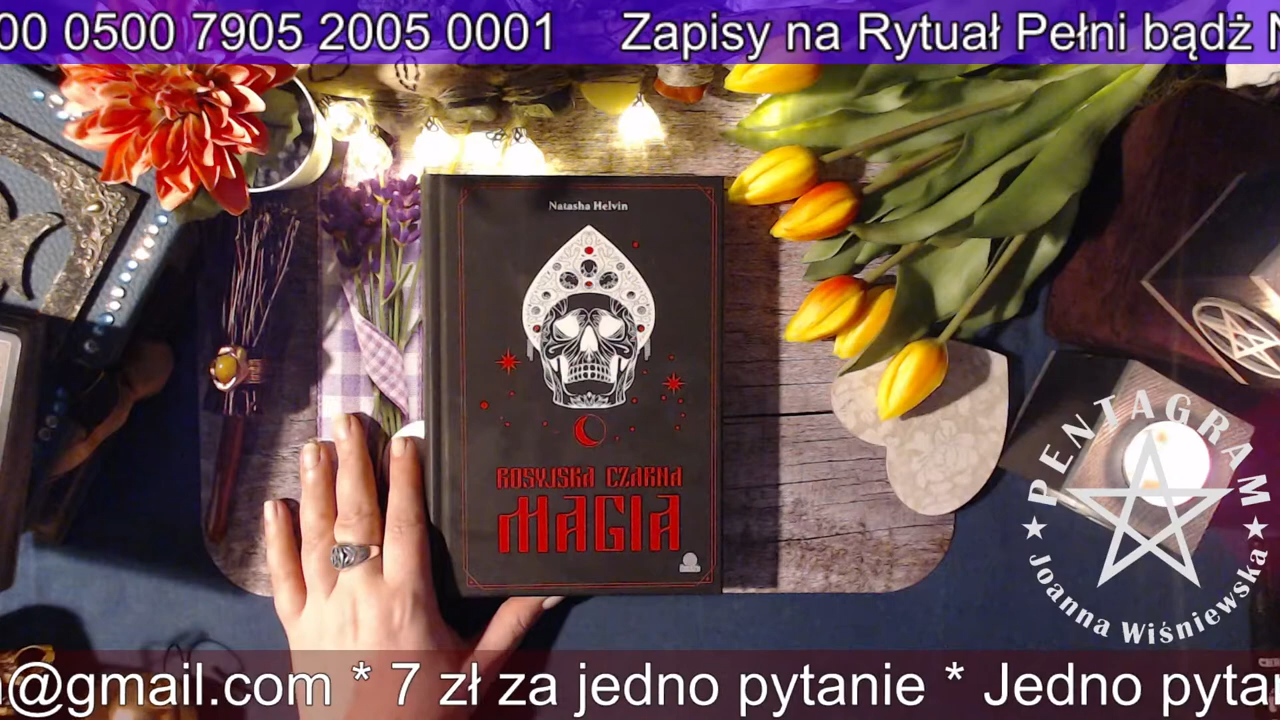 00 0500 7905 2005 0001 Zapisy na Rytuał Pełni bądź N
Natasha Helvin
ROSYJSKA CZARNA
MAGIA
PENTAGRAM
Joanna Wiśniewska
@gmail.com * 7 zł za jedno pytanie * Jedno pytan